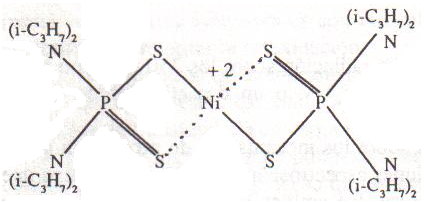 (i-C3H7)2 (i-C3H7)2
N S +2 S N
P Ni P
N S S N
(i-C3H7)2 (i-C3H7)2